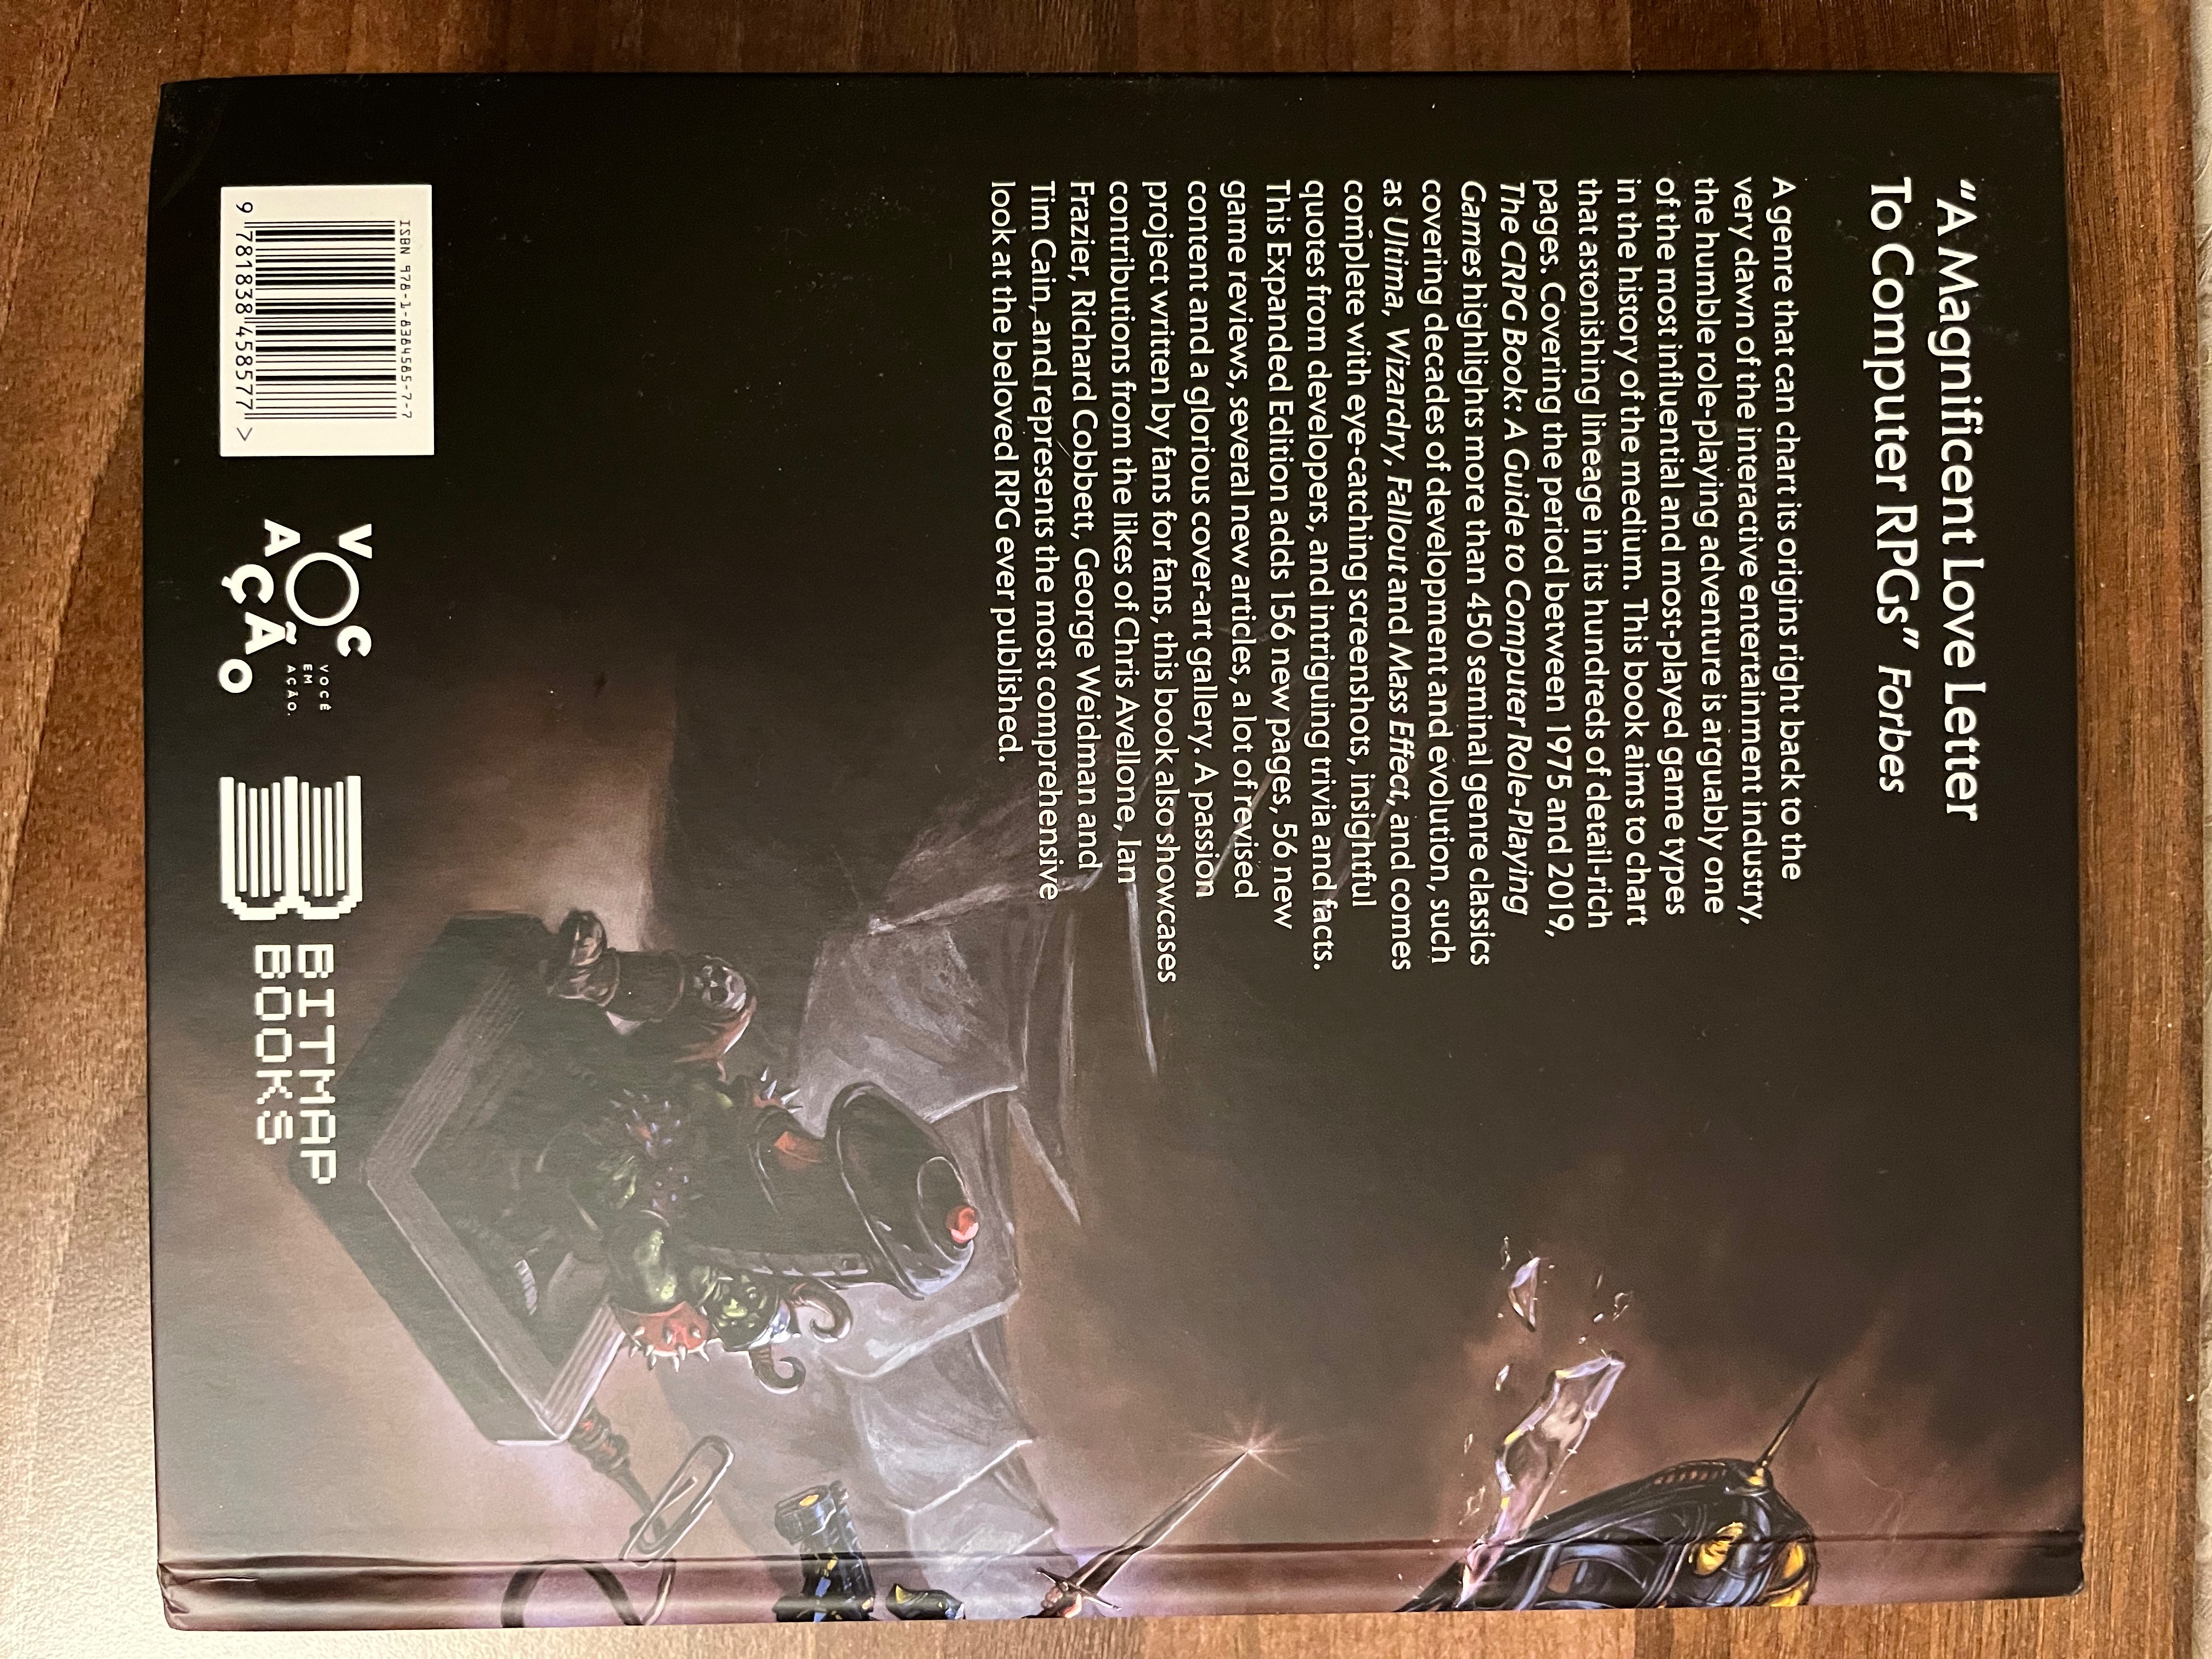 “A Magnificent Love Letter
To Computer RPGs” Forbes
A genre that can chart its origins right back to the
very dawn of the interactive entertainment industry,
the humble role-playing adventure is arguably one
of the most influential and most-played game types
in the history of the medium. This book aims to chart
that astonishing lineage in its hundreds of detail-rich
pages. Covering the period between 1975 and 2019,
The CRPG Book: A Guide to Computer Role-Playing
Games highlights more than 450 seminal genre classics
covering decades of development and evolution, such
as Ultima, Wizardry, Fallout and Mass Effect, and comes
complete with eye-catching screenshots, insightful
quotes from developers, and intriguing trivia and facts.
This Expanded Edition adds 156 new pages, 56 new
game reviews, several new articles, a lot of revised
content and a glorious cover-art gallery. A passion
project written by fans for fans, this book also showcases
contributions from the likes of Chris Avellone, Ian
Frazier, Richard Cobbett, George Weidman and
Tim Cain, and represents the most comprehensive
look at the beloved RPG ever published.
ISBN 978-1-8384585-7-7
9 781838 458577 >
VOC
AÇÃO
VOCÊ
EM
AÇÃO.
BITMAP
BOOKS